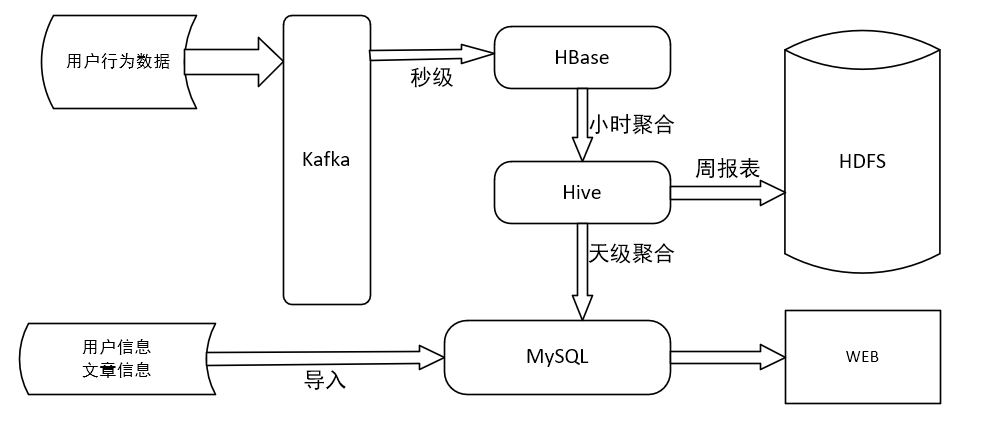 用户行为数据
Kafka
秒级
HBase
小时聚合
Hive
周报表
HDFS
天级聚合
用户信息
文章信息
导入
MySQL
WEB